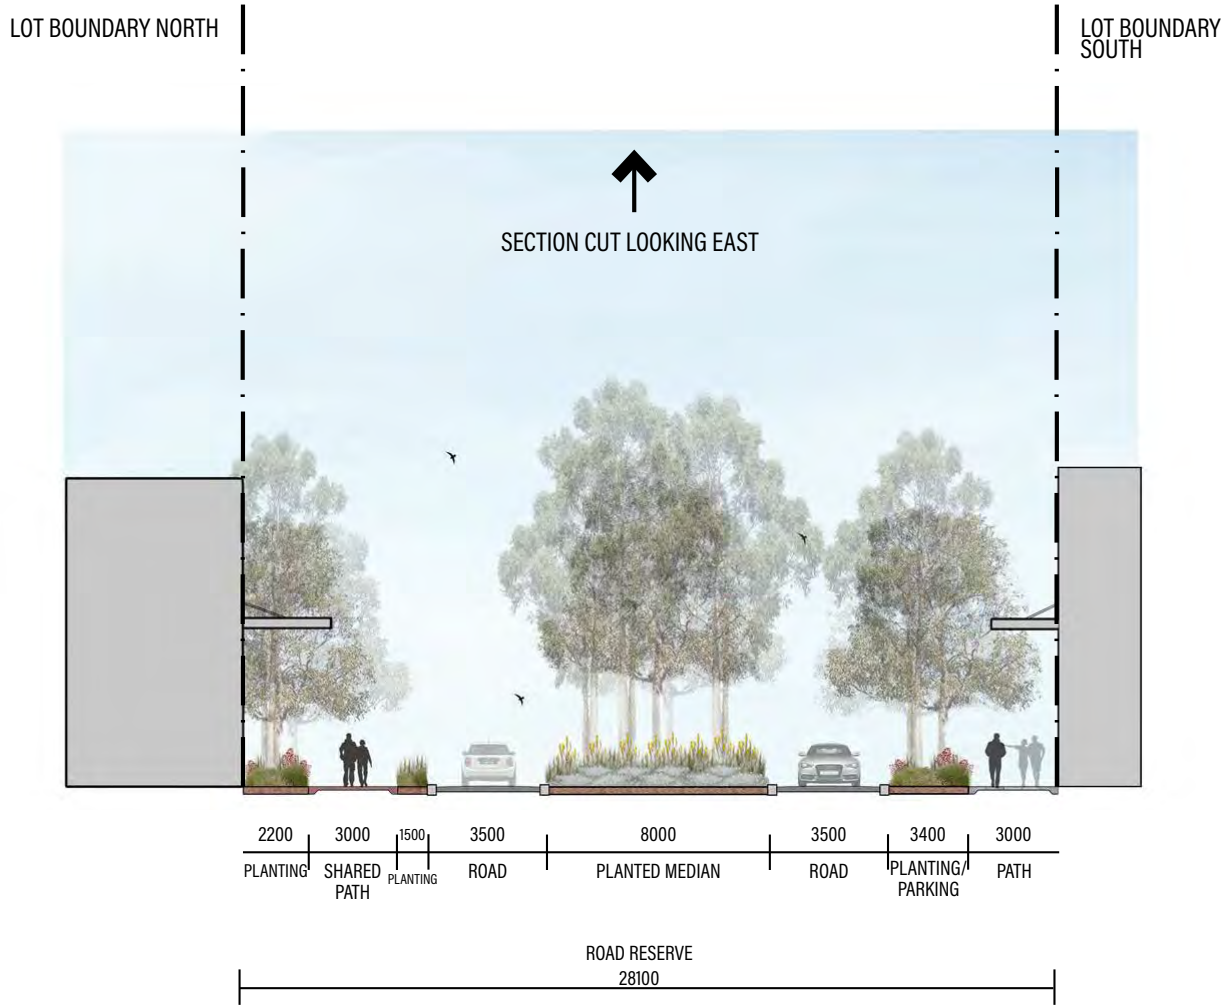 LOT BOUNDARY NORTH
LOT BOUNDARY
SOUTH
SECTION CUT LOOKING EAST
2200
3000
1500
3500
8000
3500
3400
3000
PLANTING
SHARED
PATH
PLANTING
ROAD
PLANTED MEDIAN
ROAD
PLANTING/
PARKING
PATH
ROAD RESERVE
28100